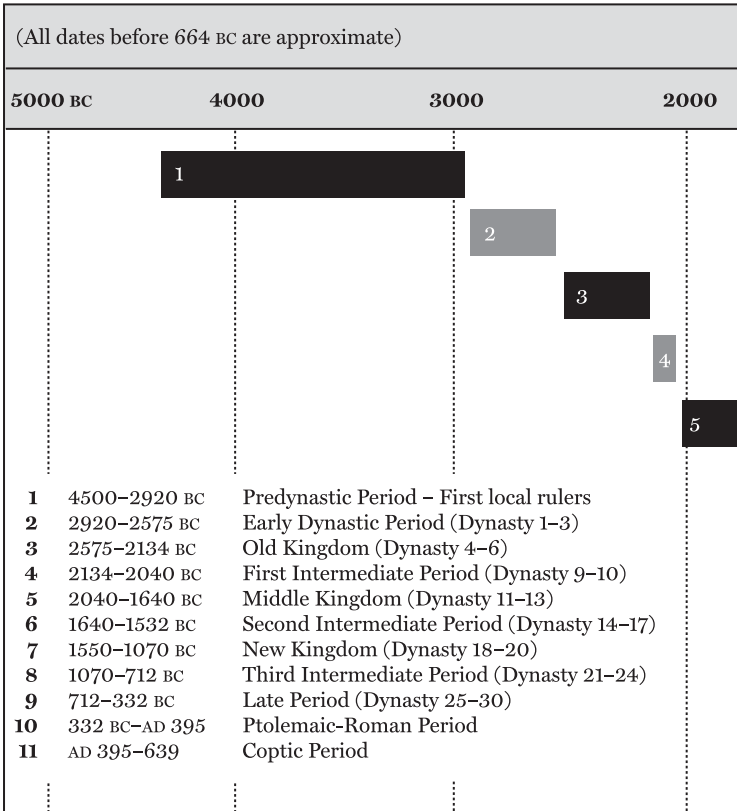 (All dates before 664 BC are approximate)
5000 BC 4000 3000 2000
1
2
3
4
5
1 4500–2920 BC Predynastic Period – First local rulers
2 2920–2575 BC Early Dynastic Period (Dynasty 1–3)
3 2575–2134 BC Old Kingdom (Dynasty 4–6)
4 2134–2040 BC First Intermediate Period (Dynasty 9–10)
5 2040–1640 BC Middle Kingdom (Dynasty 11–13)
6 1640–1532 BC Second Intermediate Period (Dynasty 14–17)
7 1550–1070 BC New Kingdom (Dynasty 18–20)
8 1070–712 BC Third Intermediate Period (Dynasty 21–24)
9 712–332 BC Late Period (Dynasty 25–30)
10 332 BC–AD 395 Ptolemaic-Roman Period
11 AD 395–639 Coptic Period